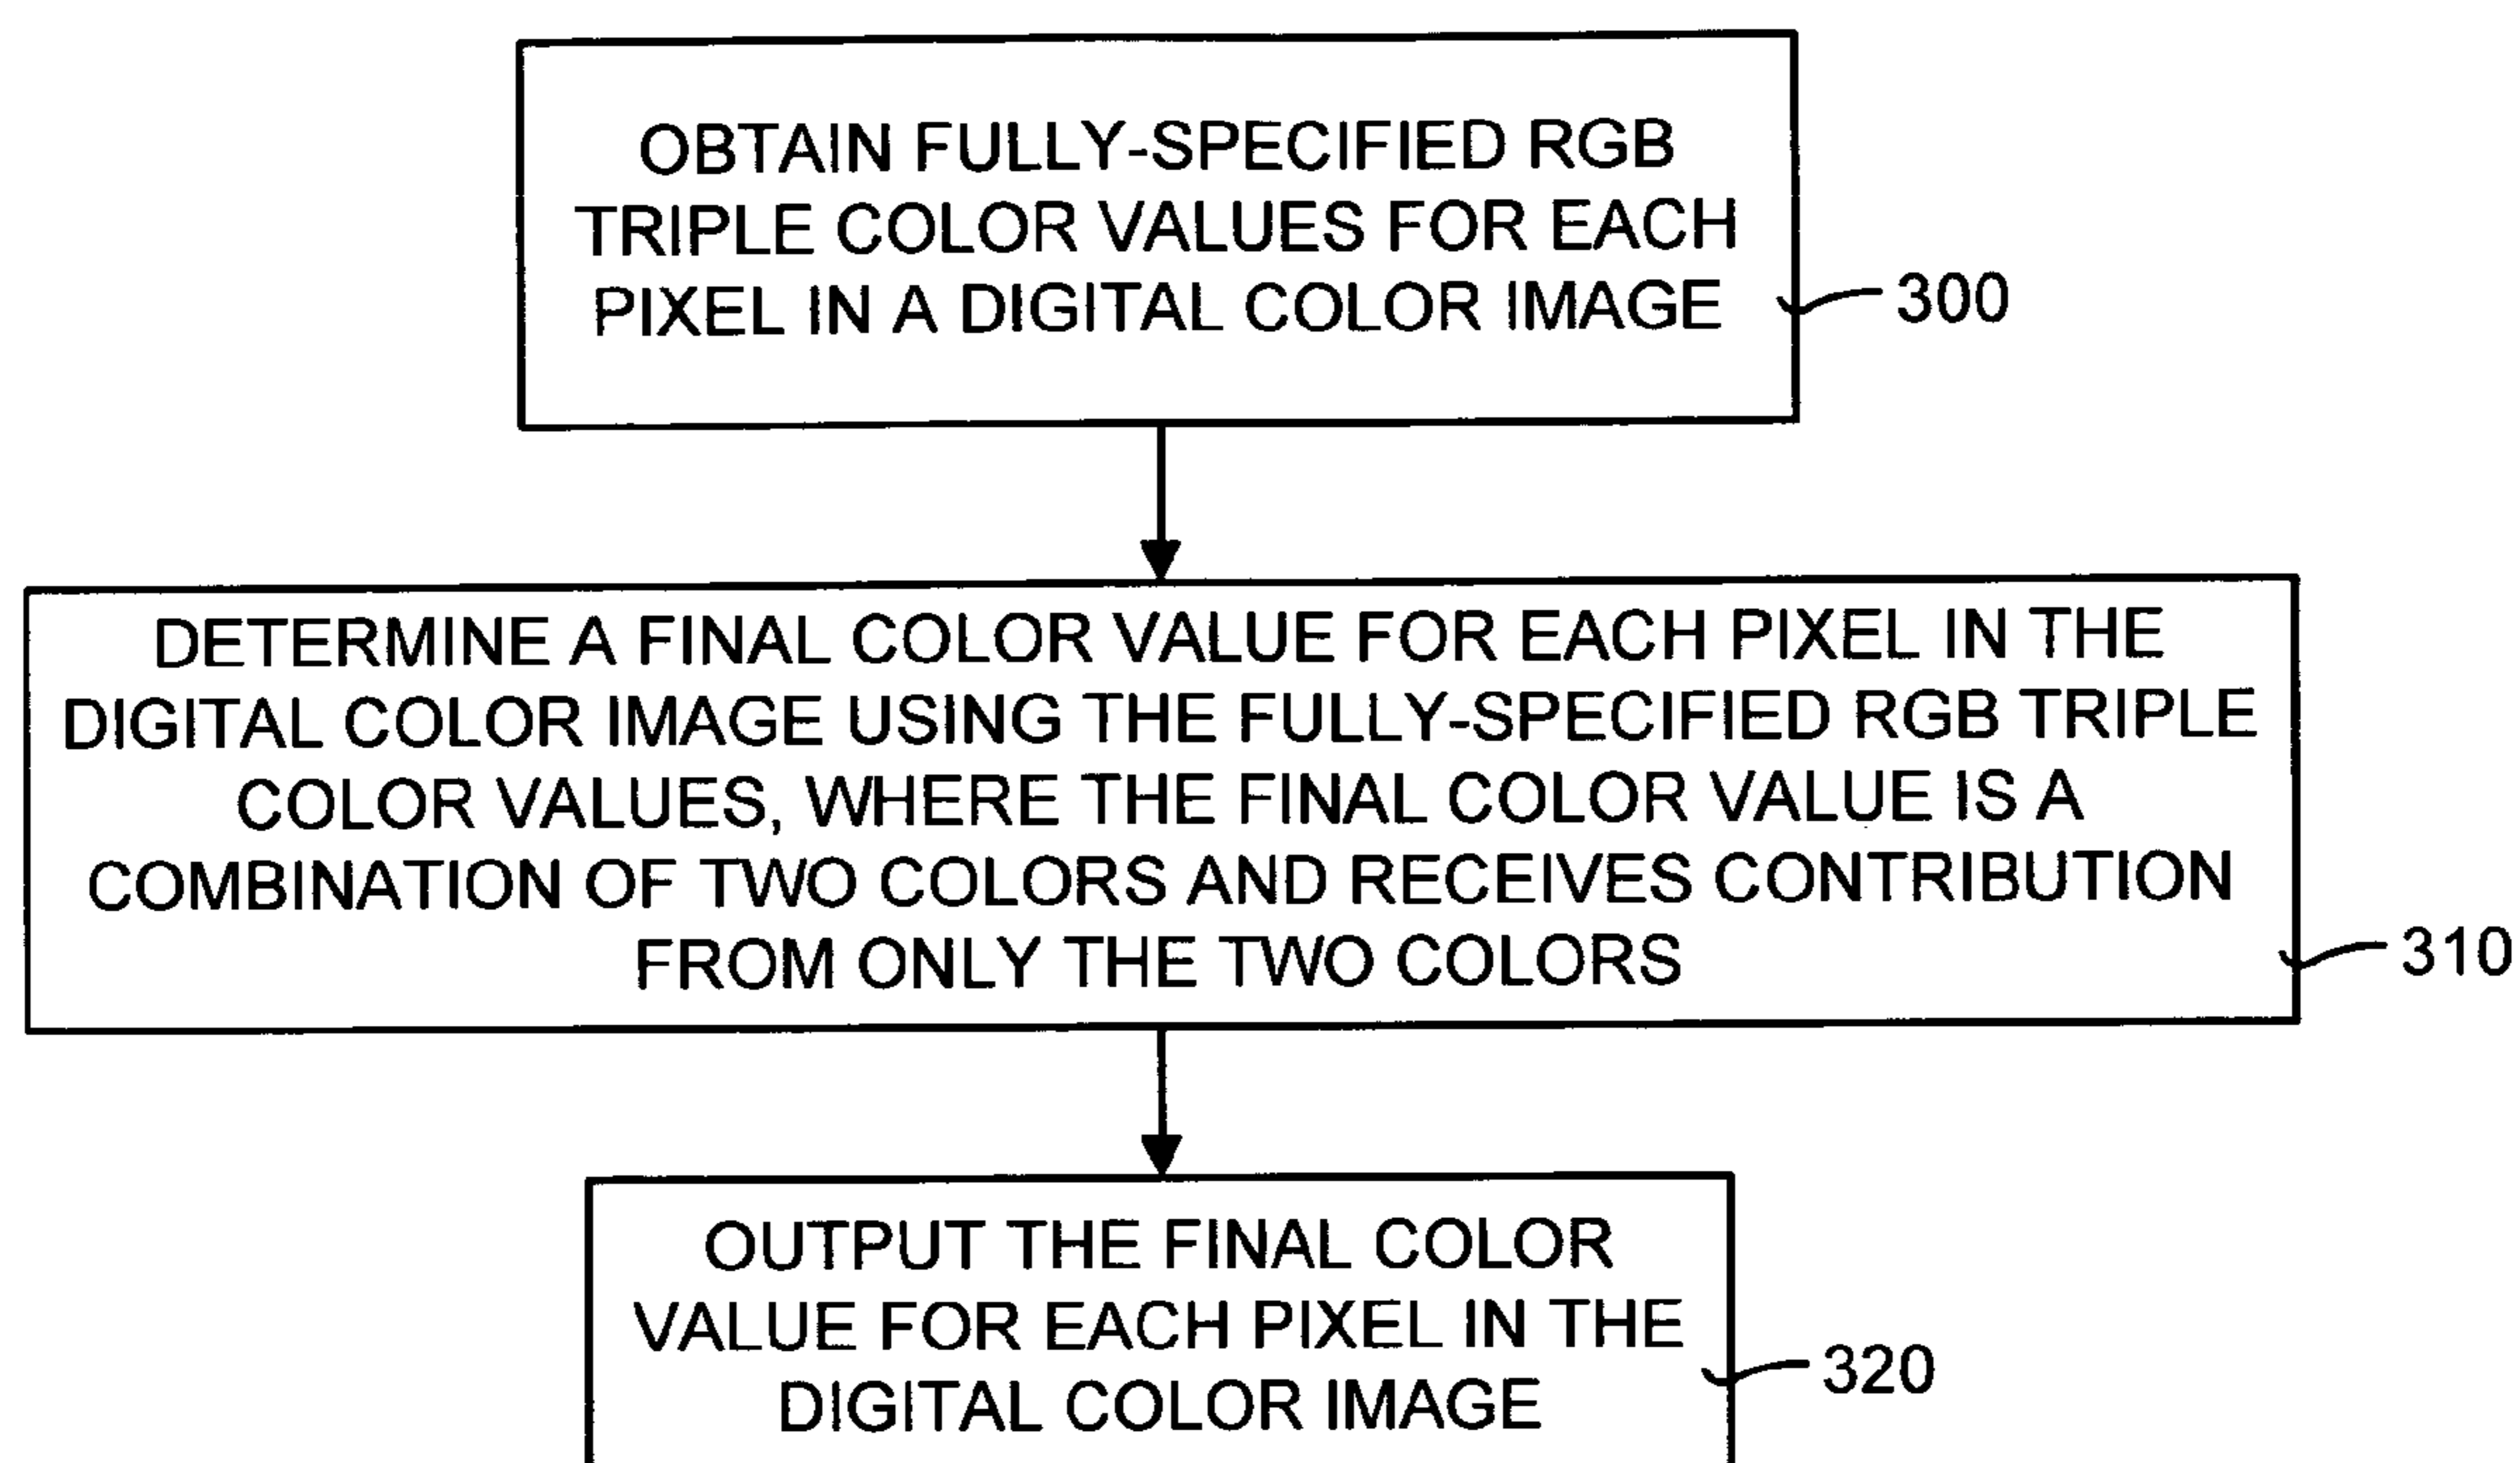 OBTAIN FULLY-SPECIFIED RGB
TRIPLE COLOR VALUES FOR EACH
PIXEL IN A DIGITAL COLOR IMAGE
300
DETERMINE A FINAL COLOR VALUE FOR EACH PIXEL IN THE
DIGITAL COLOR IMAGE USING THE FULLY-SPECIFIED RGB TRIPLE
COLOR VALUES, WHERE THE FINAL COLOR VALUE IS A
COMBINATION OF TWO COLORS AND RECEIVES CONTRIBUTION
FROM ONLY THE TWO COLORS
310
OUTPUT THE FINAL COLOR
VALUE FOR EACH PIXEL IN THE
DIGITAL COLOR IMAGE
320